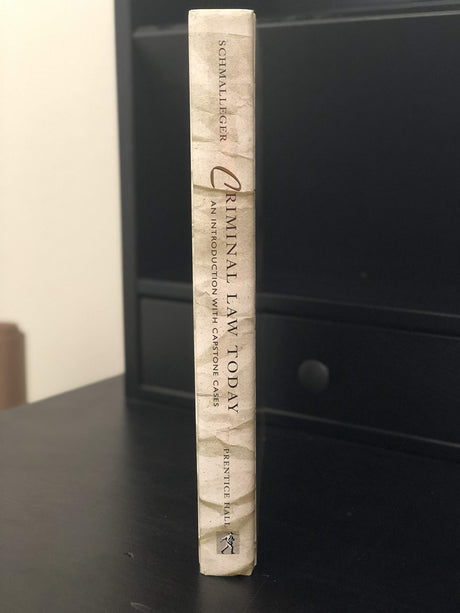 SCHMALLEGER
CRIMINAL LAW TODAY
AN INTRODUCTION WITH CAPSTONE CASES
PRENTICE HALL